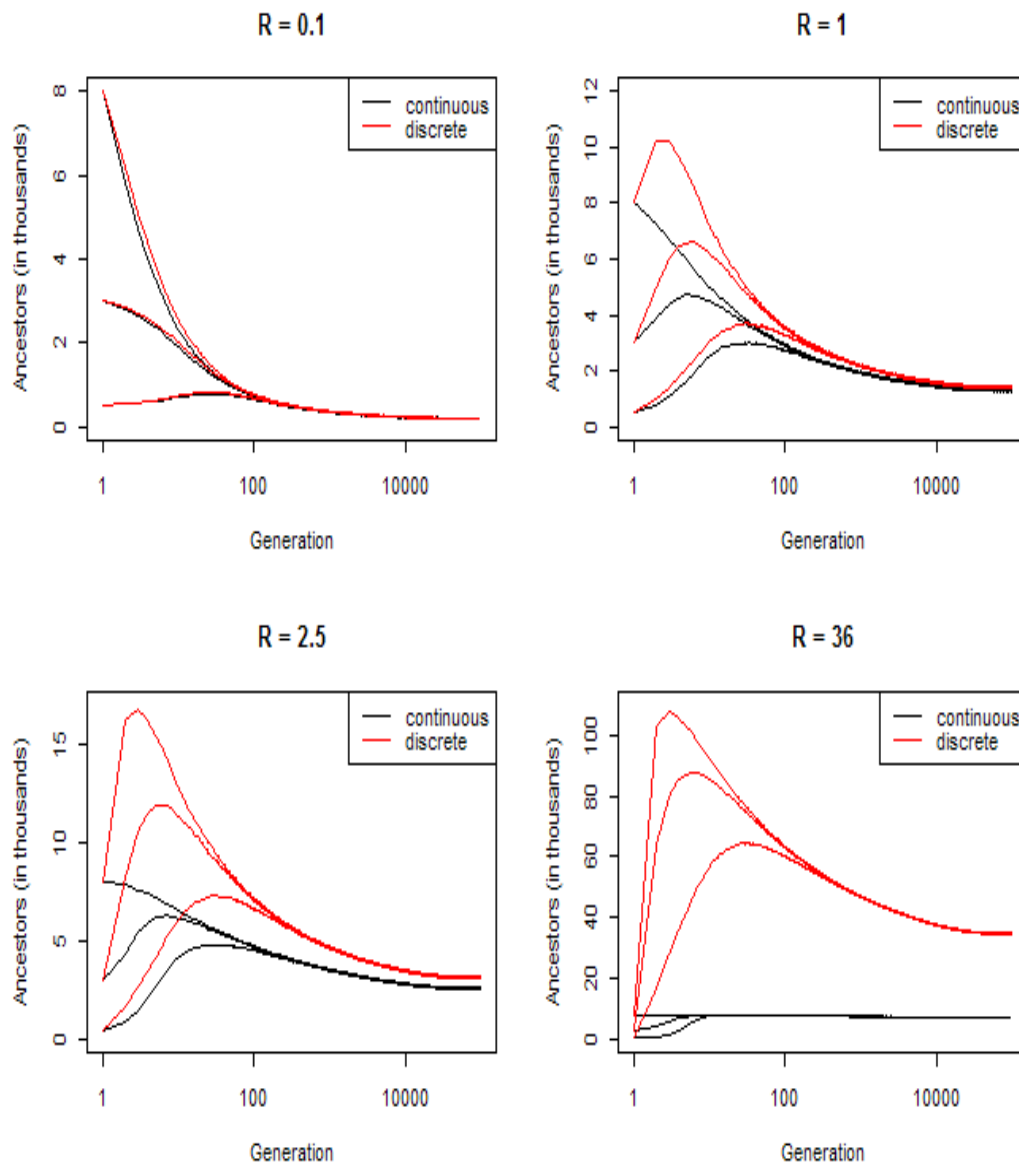 R = 0.1
continuous
discrete
Ancestors (in thousands)
8
6
4
2
0
1
100
10000
Generation
R = 1
continuous
discrete
Ancestors (in thousands)
12
10
8
6
4
2
0
1
100
10000
Generation
R = 2.5
continuous
discrete
Ancestors (in thousands)
15
10
5
0
1
100
10000
Generation
R = 36
continuous
discrete
Ancestors (in thousands)
100
80
60
40
20
0
1
100
10000
Generation